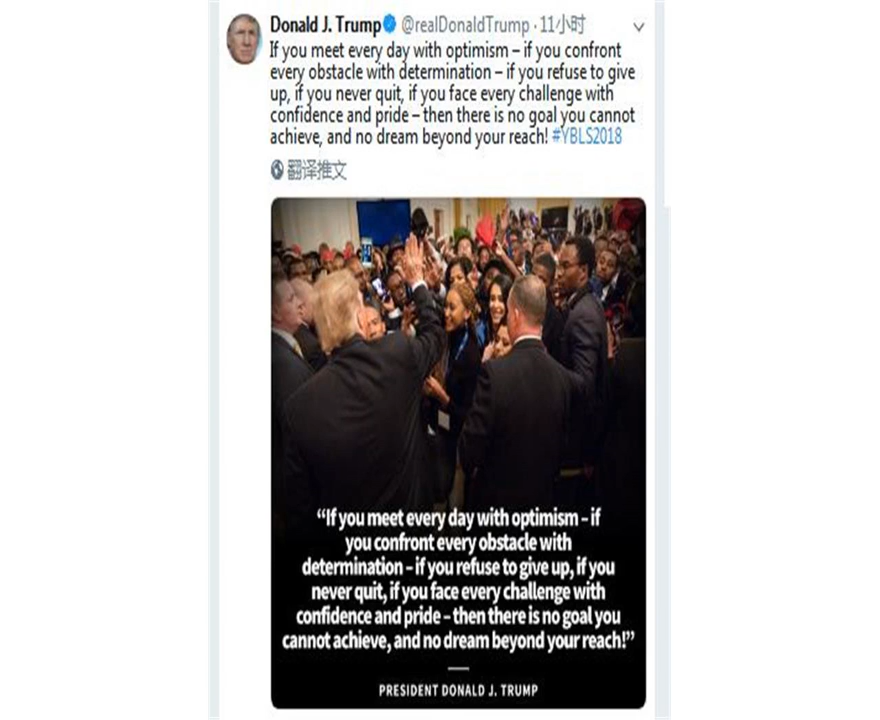 Donald J. Trump @realDonaldTrump · 11小时
If you meet every day with optimism – if you confront
every obstacle with determination – if you refuse to give
up, if you never quit, if you face every challenge with
confidence and pride – then there is no goal you cannot
achieve, and no dream beyond your reach! #YBLS2018
翻译推文
“If you meet every day with optimism – if
you confront every obstacle with
determination – if you refuse to give up, if you
never quit, if you face every challenge with
confidence and pride – then there is no goal you
cannot achieve, and no dream beyond your reach!”
PRESIDENT DONALD J. TRUMP